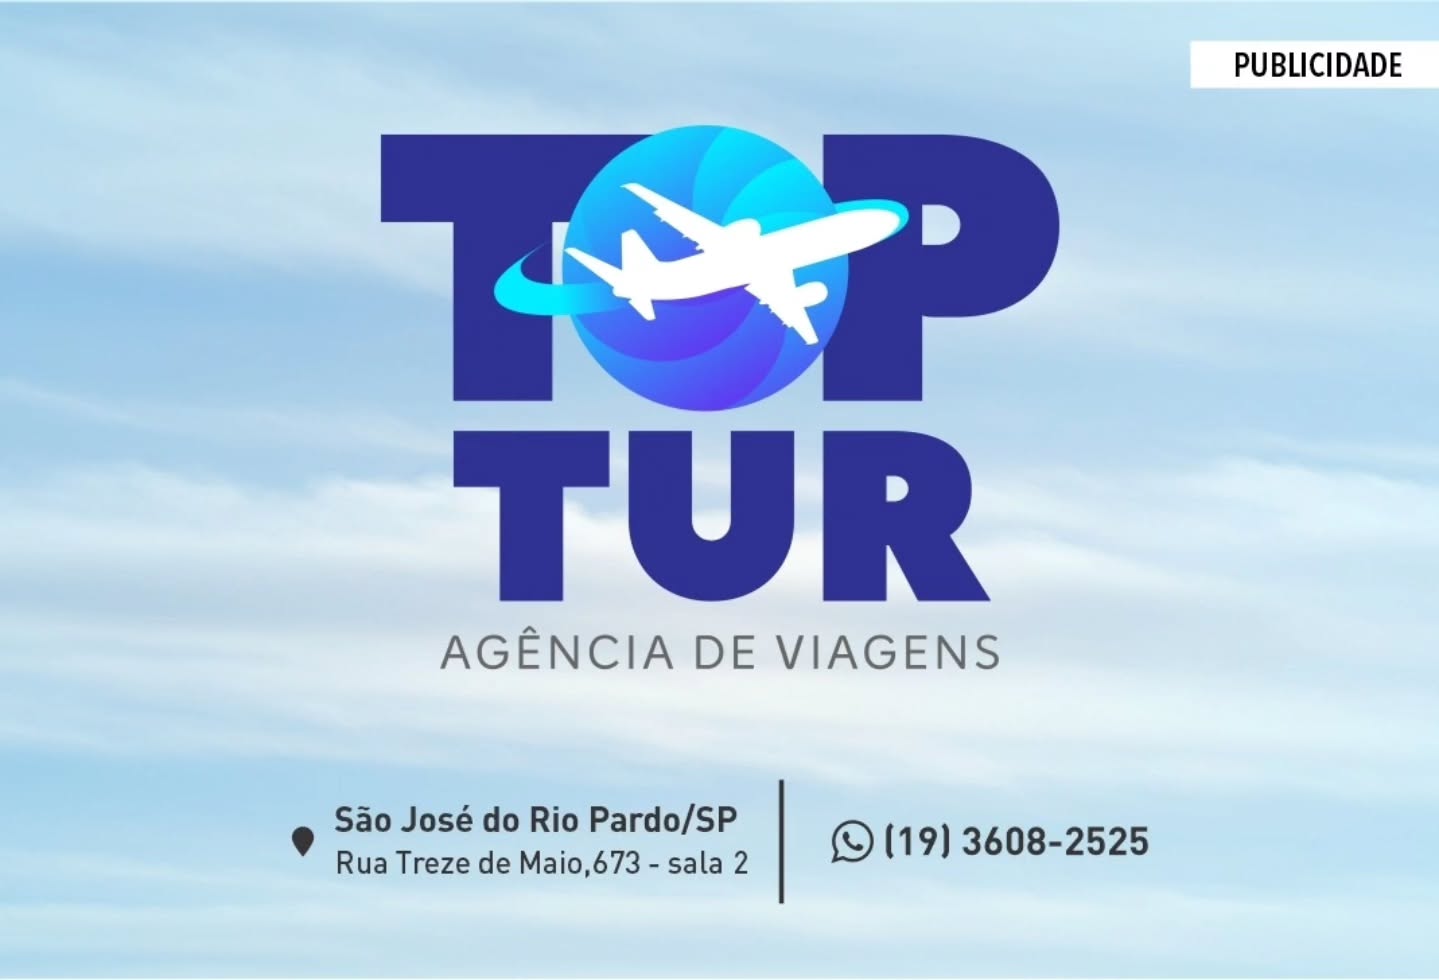 PUBLICIDADE
TOP
TUR
AGÊNCIA DE VIAGENS
São José do Rio Pardo/SP
Rua Treze de Maio,673 - sala 2
(19) 3608-2525